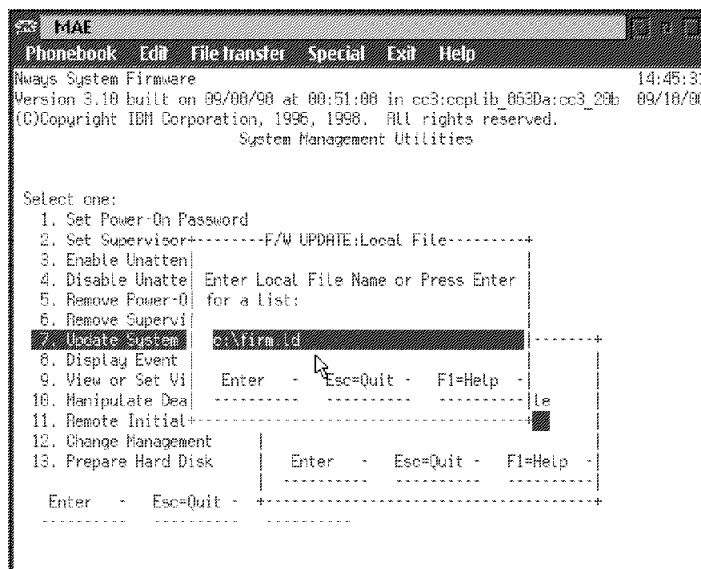 MAE
Phonebook Edit File transfer Special Exit Help
Nways System Firmware 14:45:3
Version 3.10 built on 09/08/98 at 00:51:08 in cc3:ccplib_063Da:cc3_20b 09/10/9
(C)Copyright IBM Corporation, 1996, 1998. All rights reserved.
System Management Utilities
Select one:
1. Set Power-On Password
2. Set Supervisor+--------F/W UPDATE:Local File---------+
3. Enable Unatten|
4. Disable Unatte| Enter Local File Name or Press Enter |
5. Remove Power-O| for a list: |
6. Remove Supervi|
7. Update System | c:\firm.ld |-------+
8. Display Event |
9. View or Set Vi| Enter - Esc=Quit - F1=Help -|
10. Manipulate Dea| ---------- ---------- ----------|le
11. Remote Initial+-------------------------------------+
12. Change Management |
13. Prepare Hard Disk | Enter - Esc=Quit - F1=Help -|
Enter - Esc=Quit - +-------------------------------------+